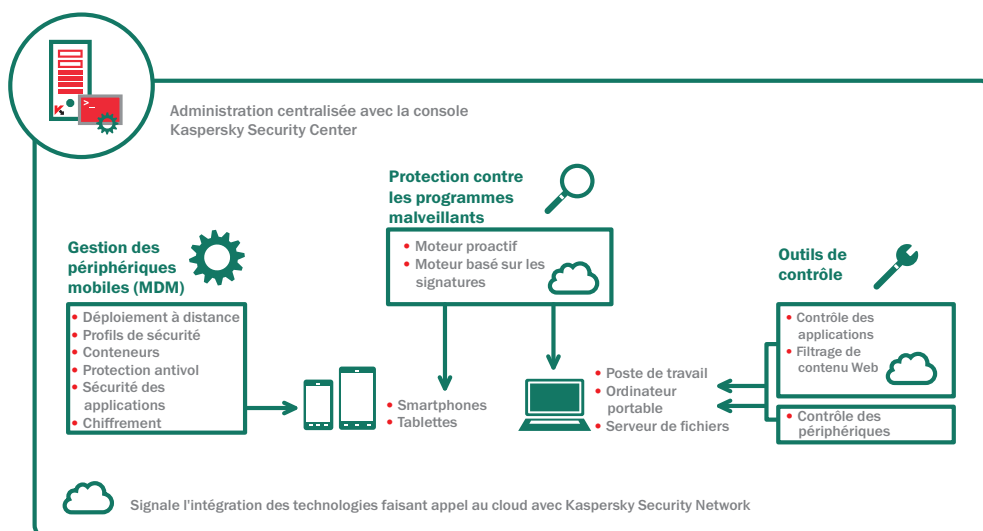 >_
Administration centralisée avec la console
Kaspersky Security Center
Protection contre
les programmes
malveillants
• Moteur proactif
• Moteur basé sur les
signatures
Gestion des
périphériques
mobiles (MDM)
• Déploiement à distance
• Profils de sécurité
• Conteneurs
• Protection antivol
• Sécurité des
applications
• Chiffrement
• Smartphones
• Tablettes
• Poste de travail
• Ordinateur
portable
• Serveur de fichiers
Outils de
contrôle
• Contrôle des
applications
• Filtrage de
contenu Web
• Contrôle des
périphériques
Signale l'intégration des technologies faisant appel au cloud avec Kaspersky Security Network